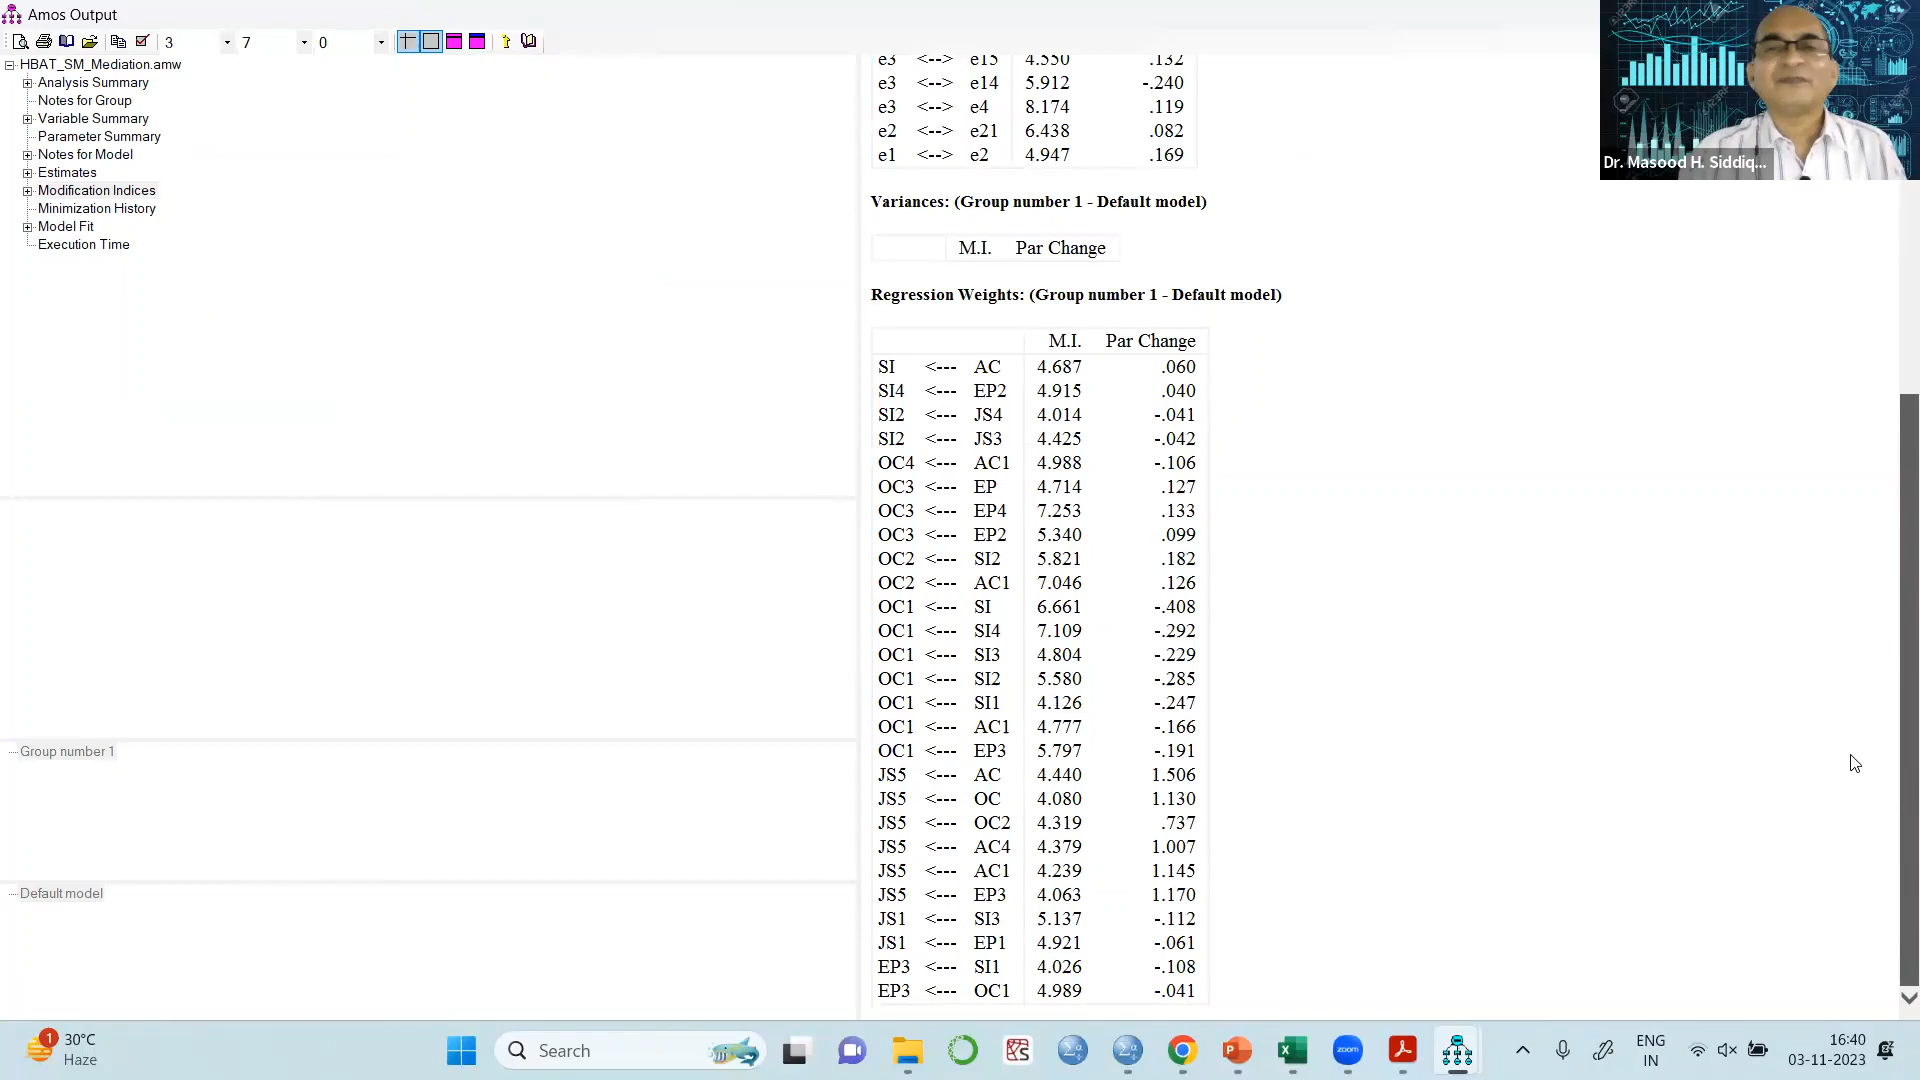 Amos Output
3 7 0
HBAT_SM_Mediation.amw
Analysis Summary
Notes for Group
Variable Summary
Parameter Summary
Notes for Model
Estimates
Modification Indices
Minimization History
Model Fit
Execution Time
Group number 1
Default model
e3 <--> e15 4.550 .132
e3 <--> e14 5.912 -.240
e3 <--> e4 8.174 .119
e2 <--> e21 6.438 .082
e1 <--> e2 4.947 .169
Variances: (Group number 1 - Default model)
M.I. Par Change
Regression Weights: (Group number 1 - Default model)
M.I. Par Change
SI <--- AC 4.687 .060
SI4 <--- EP2 4.915 .040
SI2 <--- JS4 4.014 -.041
SI2 <--- JS3 4.425 -.042
OC4 <--- AC1 4.988 -.106
OC3 <--- EP 4.714 .127
OC3 <--- EP4 7.253 .133
OC3 <--- EP2 5.340 .099
OC2 <--- SI2 5.821 .182
OC2 <--- AC1 7.046 .126
OC1 <--- SI 6.661 -.408
OC1 <--- SI4 7.109 -.292
OC1 <--- SI3 4.804 -.229
OC1 <--- SI2 5.580 -.285
OC1 <--- SI1 4.126 -.247
OC1 <--- AC1 4.777 -.166
OC1 <--- EP3 5.797 -.191
JS5 <--- AC 4.440 1.506
JS5 <--- OC 4.080 1.130
JS5 <--- OC2 4.319 .737
JS5 <--- AC4 4.379 1.007
JS5 <--- AC1 4.239 1.145
JS5 <--- EP3 4.063 1.170
JS1 <--- SI3 5.137 -.112
JS1 <--- EP1 4.921 -.061
EP3 <--- SI1 4.026 -.108
EP3 <--- OC1 4.989 -.041
Dr. Masood H. Siddiq...
1
30°C
Haze
Search
zoom
ENG
IN
16:40
03-11-2023